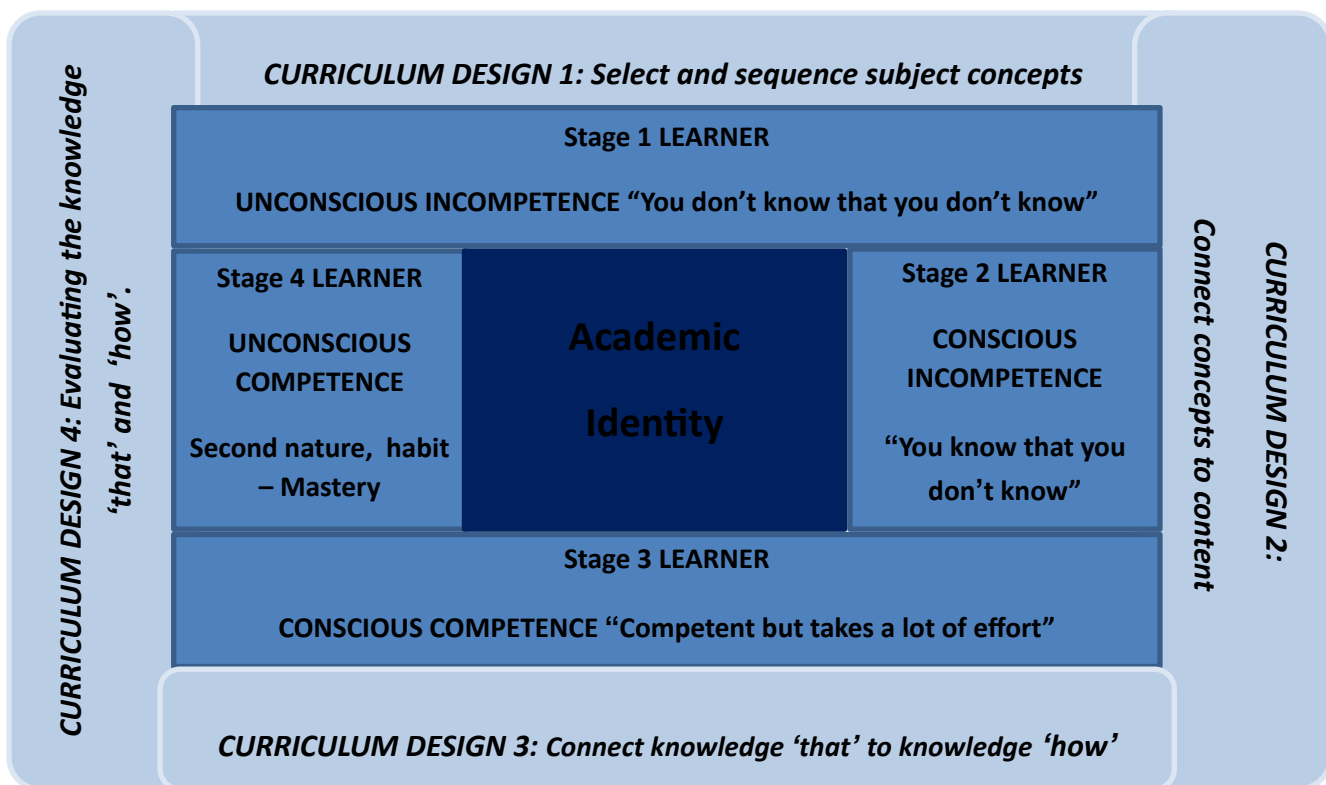 CURRICULUM DESIGN 1: Select and sequence subject concepts
Stage 1 LEARNER
UNCONSCIOUS INCOMPETENCE “You don’t know that you don’t know”
CURRICULUM DESIGN 2:
Connect concepts to content
Stage 2 LEARNER
CONSCIOUS
INCOMPETENCE
“You know that you
don’t know”
Academic
Identity
Stage 3 LEARNER
CONSCIOUS COMPETENCE “Competent but takes a lot of effort”
CURRICULUM DESIGN 3: Connect knowledge ‘that’ to knowledge ‘how’
Stage 4 LEARNER
UNCONSCIOUS
COMPETENCE
Second nature, habit
– Mastery
CURRICULUM DESIGN 4: Evaluating the knowledge
‘that’ and ‘how’.